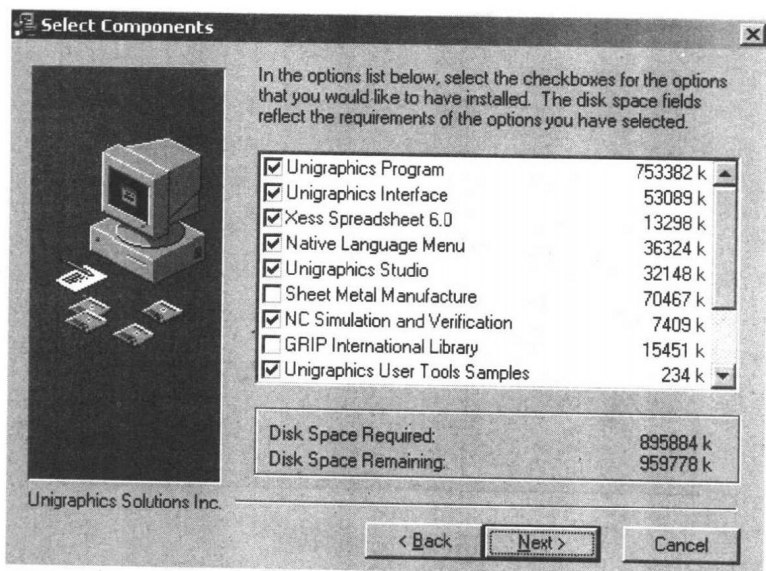 Select Components
In the options list below, select the checkboxes for the options
that you would like to have installed. The disk space fields
reflect the requirements of the options you have selected.
Unigraphics Program 753382 k
Unigraphics Interface 53089 k
Xess Spreadsheet 6.0 13298 k
Native Language Menu 36324 k
Unigraphics Studio 32148 k
Sheet Metal Manufacture 70467 k
NC Simulation and Verification 7409 k
GRIP International Library 15451 k
Unigraphics User Tools Samples 234 k
Disk Space Required: 895884 k
Disk Space Remaining: 959778 k
Unigraphics Solutions Inc.
< Back Next > Cancel